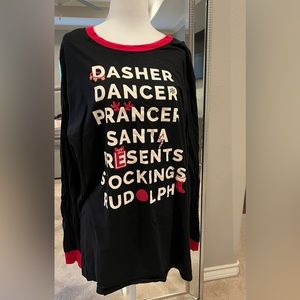 DASHER
DANCER
PRANCER
SANTA
PRESENTS
STOCKINGS
RUDOLPH